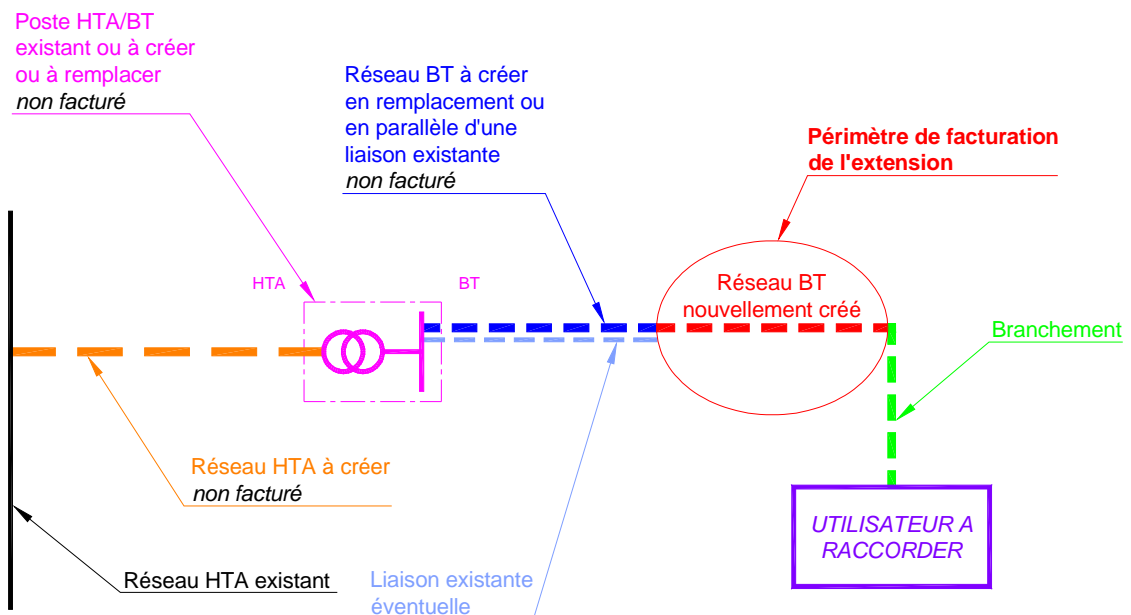 Poste HTA/BT
existant ou à créer
ou à remplacer
non facturé
Réseau BT à créer
en remplacement ou
en parallèle d'une
liaison existante
non facturé
Périmètre de facturation
de l'extension
HTA
BT
Réseau BT
nouvellement créé
Branchement
Réseau HTA à créer
non facturé
UTILISATEUR A
RACCORDER
Réseau HTA existant
Liaison existante
éventuelle